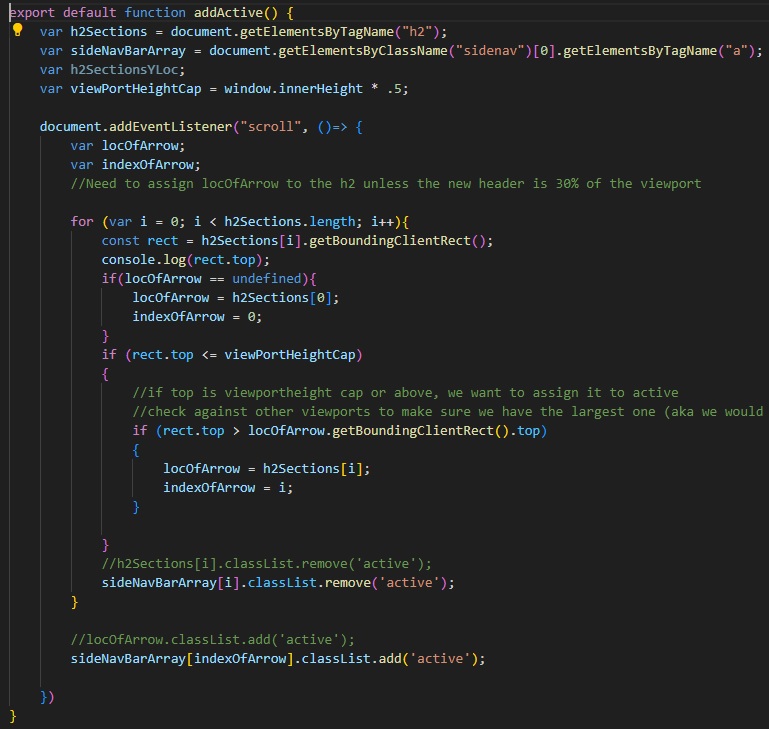 export default function addActive() {
var h2Sections = document.getElementsByTagName("h2");
var sideNavBarArray = document.getElementsByClassName("sidenav")[0].getElementsByTagName("a");
var h2SectionsYLoc;
var viewPortHeightCap = window.innerHeight * .5;
document.addEventListener("scroll", ()=> {
var locOfArrow;
var indexOfArrow;
//Need to assign locOfArrow to the h2 unless the new header is 30% of the viewport
for (var i = 0; i < h2Sections.length; i++){
const rect = h2Sections[i].getBoundingClientRect();
console.log(rect.top);
if(locOfArrow == undefined){
locOfArrow = h2Sections[0];
indexOfArrow = 0;
}
if (rect.top <= viewPortHeightCap)
{
//if top is viewportheight cap or above, we want to assign it to active
//check against other viewports to make sure we have the largest one (aka we would
if (rect.top > locOfArrow.getBoundingClientRect().top)
{
locOfArrow = h2Sections[i];
indexOfArrow = i;
}
}
//h2Sections[i].classList.remove('active');
sideNavBarArray[i].classList.remove('active');
}
//locOfArrow.classList.add('active');
sideNavBarArray[indexOfArrow].classList.add('active');
})
}